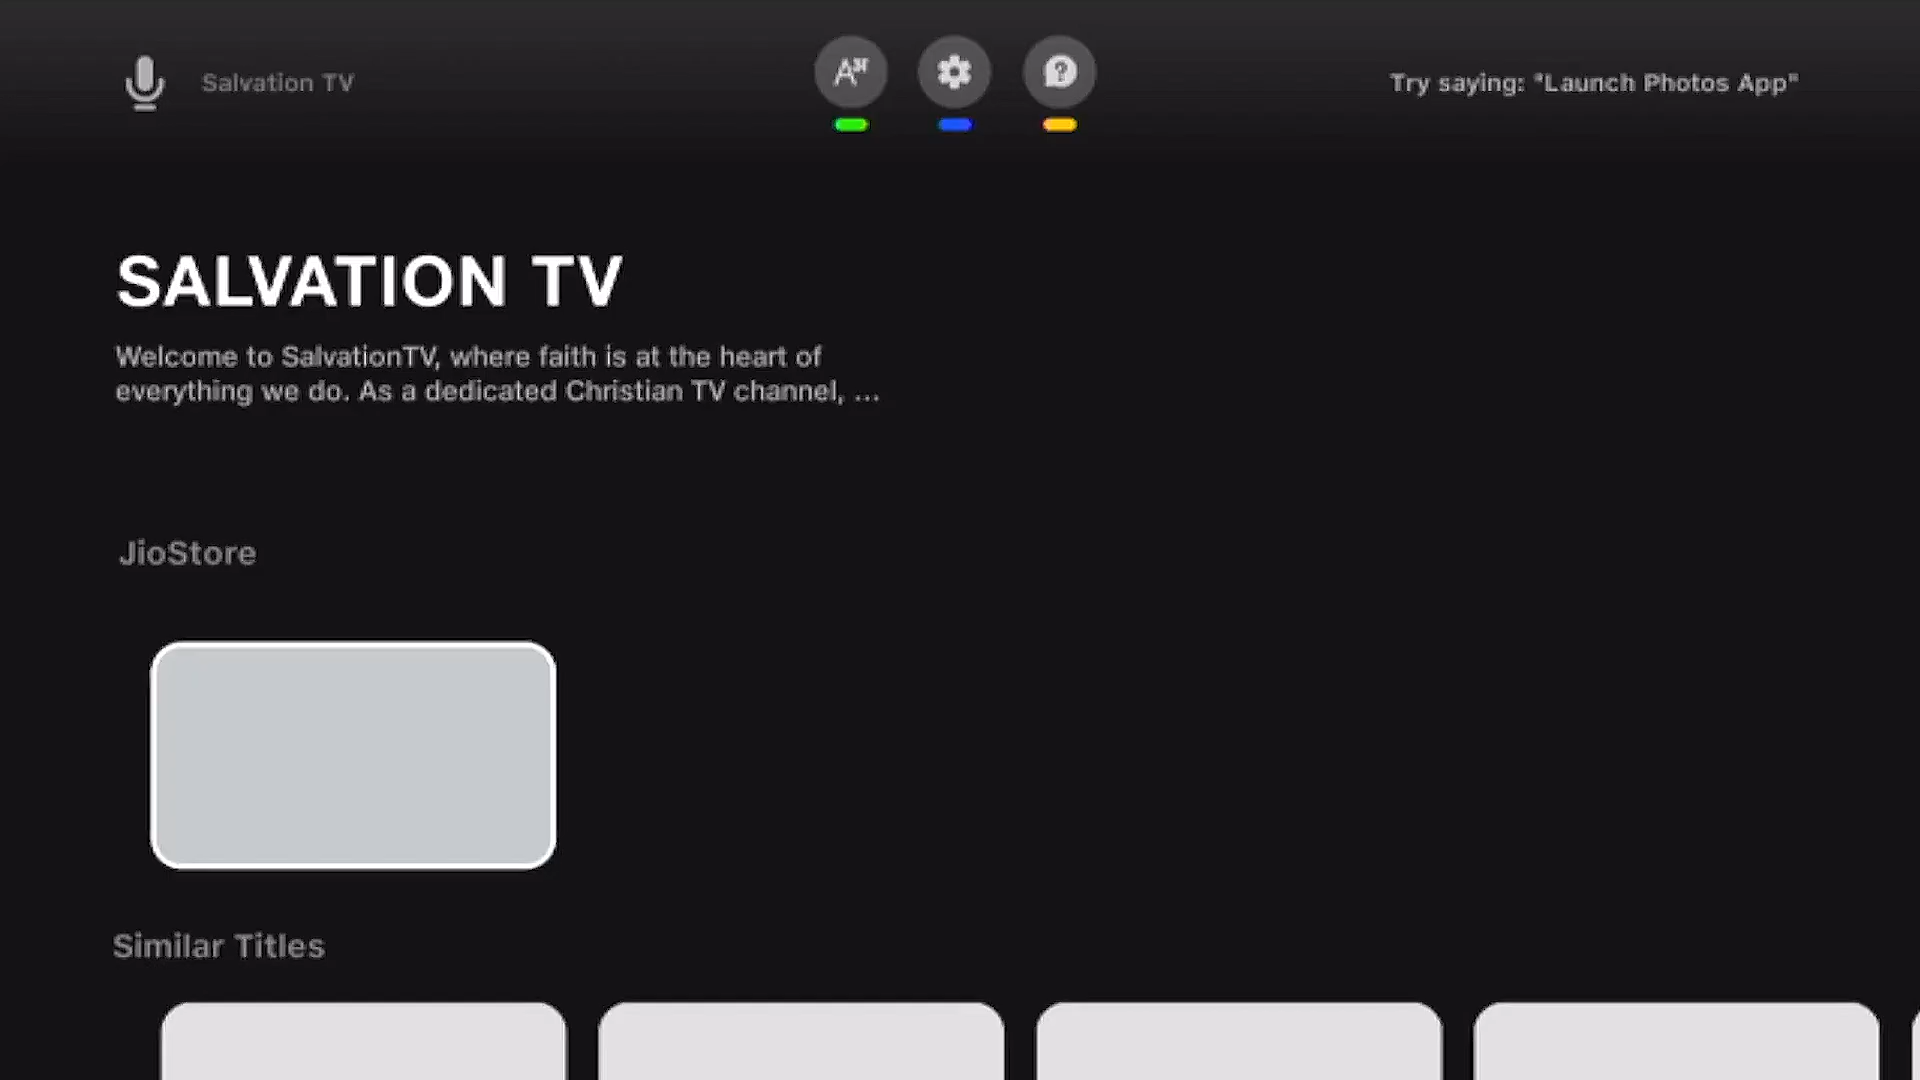 Salvation TV
Try saying: "Launch Photos App"
SALVATION TV
Welcome to SalvationTV, where faith is at the heart of
everything we do. As a dedicated Christian TV channel, ...
JioStore
Similar Titles